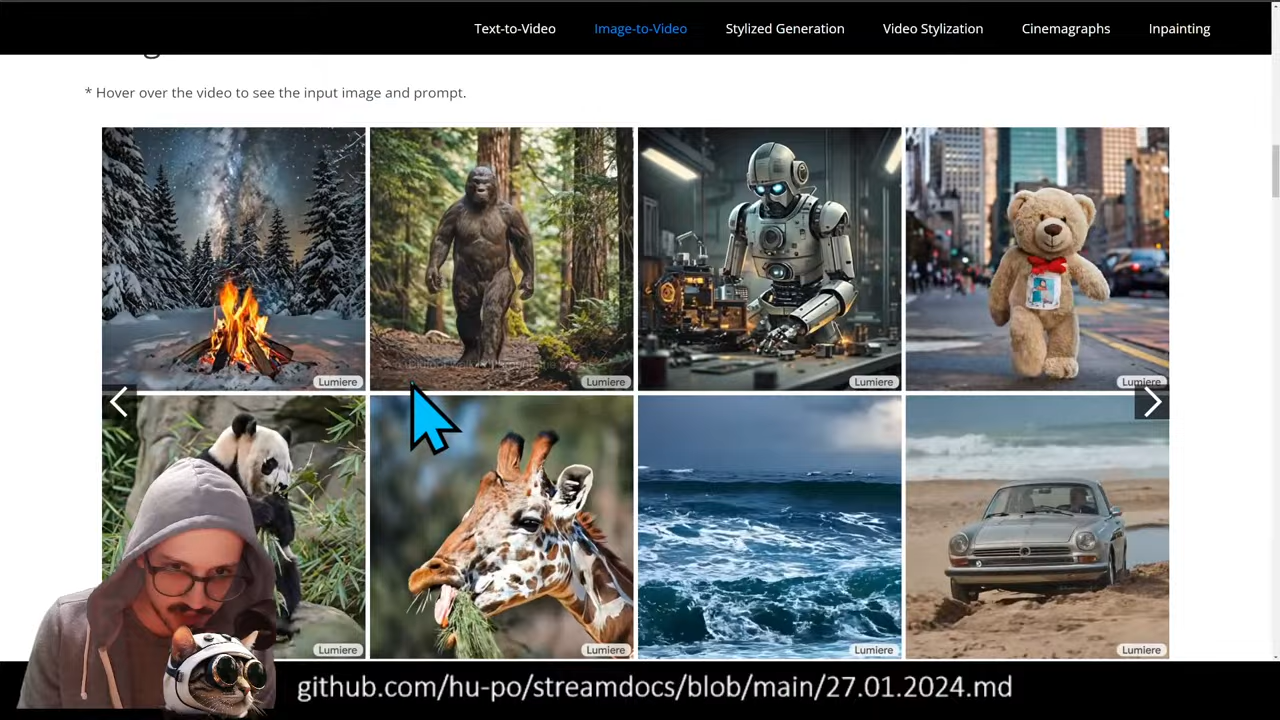 Text-to-Video Image-to-Video Stylized Generation Video Stylization Cinemagraphs Inpainting
* Hover over the video to see the input image and prompt.
Lumiere Lumiere Lumiere Lumiere
Lumiere Lumiere Lumiere Lumiere
github.com/hu-po/streamdocs/blob/main/27.01.2024.md